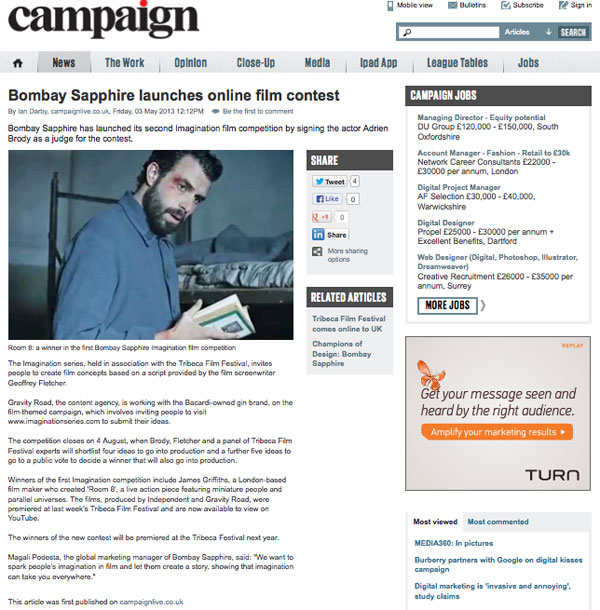 campaign
Mobile view
Bulletins
Subscribe
Sign in
Articles
SEARCH
News
The Work
Opinion
Close-Up
Media
Ipad App
League Tables
Jobs
Bombay Sapphire launches online film contest
By Ian Darby, campaignlive.co.uk, Friday, 03 May 2013 12:12PM
Be the first to comment
Bombay Sapphire has launched its second Imagination film competition by signing the actor Adrien
Brody as a judge for the contest.
Room 8: a winner in the first Bombay Sapphire Imagination film competition
The Imagination series, held in association with the Tribeca Film Festival, invites
people to create film concepts based on a script provided by the film screenwriter
Geoffrey Fletcher.
Gravity Road, the content agency, is working with the Bacardi-owned gin brand, on the
film-themed campaign, which involves inviting people to visit
www.imaginationseries.com to submit their ideas.
The competition closes on 4 August, when Brody, Fletcher and a panel of Tribeca Film
Festival experts will shortlist four ideas to go into production and a further five ideas to
go to a public vote to decide a winner that will also go into production.
Winners of the first Imagination competition include James Griffiths, a London-based
film maker who created 'Room 8', a live action piece featuring miniature people and
parallel universes. The films, produced by Independent and Gravity Road, were
premiered at last week's Tribeca Film Festival and are now available to view on
YouTube.
The winners of the new contest will be premiered at the Tribeca Festival next year.
Magali Podesta, the global marketing manager of Bombay Sapphire, said: "We want to
spark people's imagination in film and let them create a story, showing that imagination
can take you everywhere."
This article was first published on campaignlive.co.uk
SHARE
Tweet 4
Like 0
+1 0
in Share
More sharing
options
RELATED ARTICLES
Tribeca Film Festival
comes online to UK
Champions of
Design: Bombay
Sapphire
CAMPAIGN JOBS
Managing Director - Equity potential
DU Group £120,000 - £150,000, South
Oxfordshire
Account Manager - Fashion - Retail to £30k
Network Career Consultants £22000 -
£30000 per annum, London
Digital Project Manager
AF Selection £30,000 - £40,000,
Warwickshire
Digital Designer
Propel £25000 - £30000 per annum +
Excellent Benefits, Dartford
Web Designer (Digital, Photoshop, Illustrator,
Dreamweaver)
Creative Recruitment £26000 - £35000 per
annum, Surrey
MORE JOBS
REPLAY
Get your message seen and
heard by the right audience.
Amplify your marketing results
TURN
Most viewed
Most commented
MEDIA360: In pictures
Burberry partners with Google on digital kisses
campaign
Digital marketing is 'invasive and annoying',
study claims